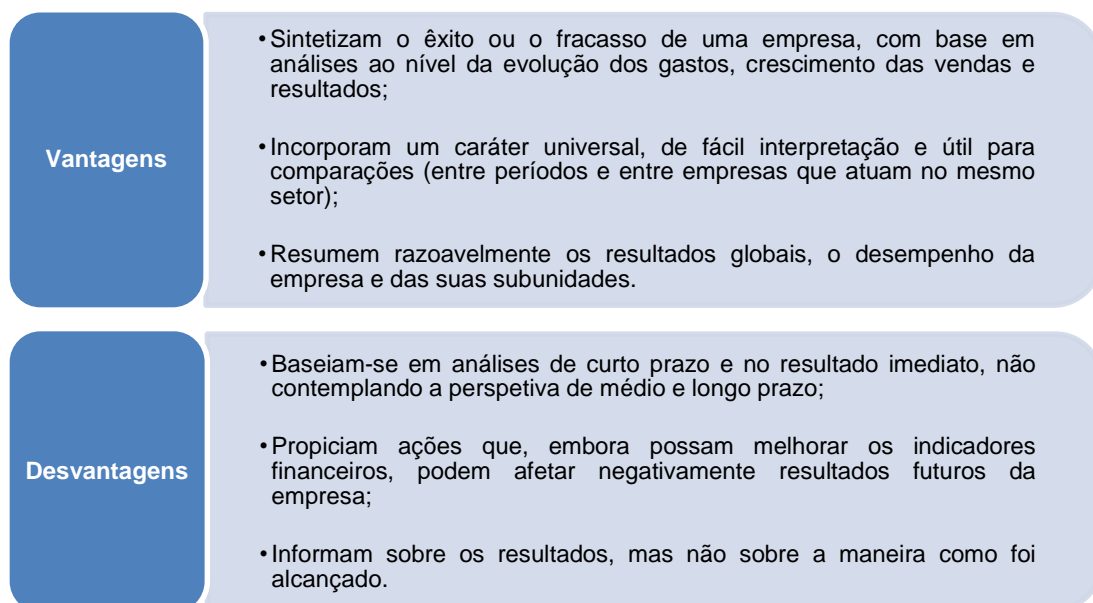 Vantagens
•Sintetizam o êxito ou o fracasso de uma empresa, com base em
análises ao nível da evolução dos gastos, crescimento das vendas e
resultados;
•Incorporam um caráter universal, de fácil interpretação e útil para
comparações (entre períodos e entre empresas que atuam no mesmo
setor);
•Resumem razoavelmente os resultados globais, o desempenho da
empresa e das suas subunidades.
Desvantagens
•Baseiam-se em análises de curto prazo e no resultado imediato, não
contemplando a perspetiva de médio e longo prazo;
•Propiciam ações que, embora possam melhorar os indicadores
financeiros, podem afetar negativamente resultados futuros da
empresa;
•Informam sobre os resultados, mas não sobre a maneira como foi
alcançado.